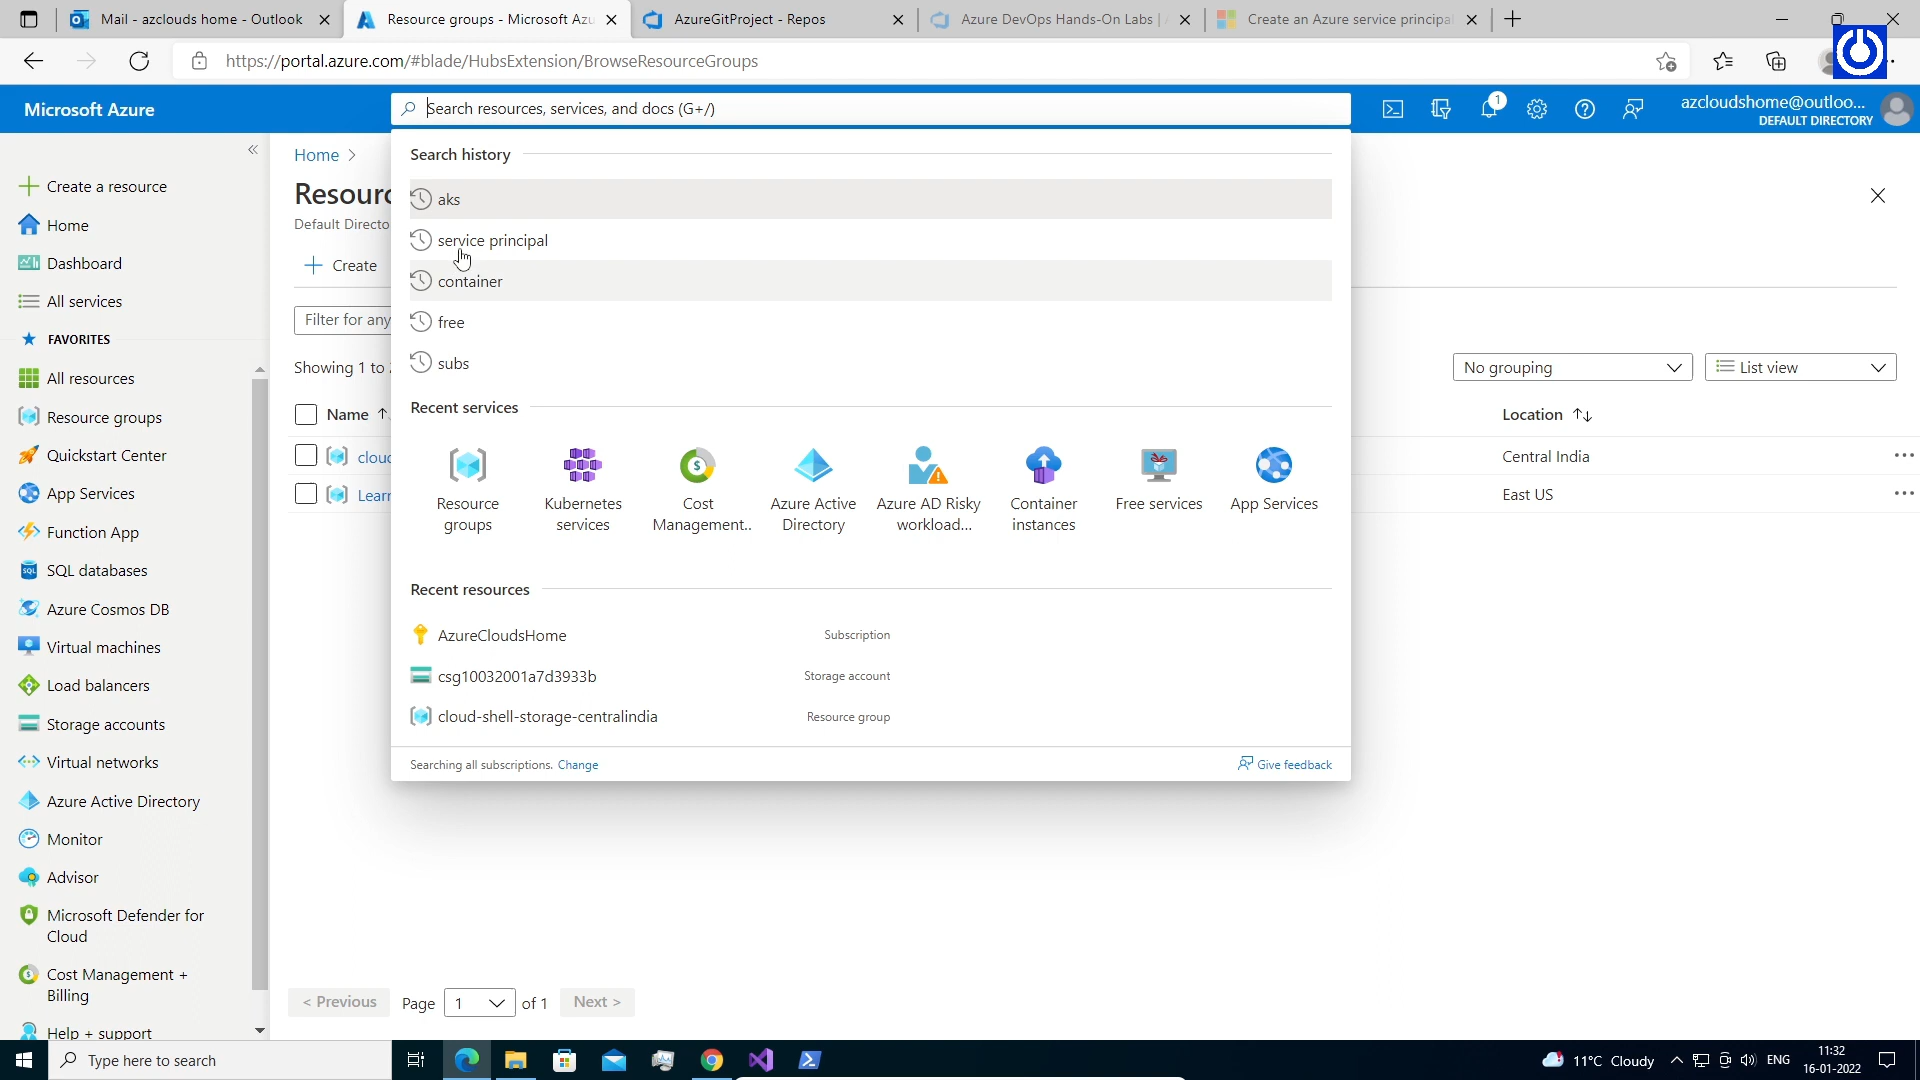 Mail - azclouds home - Outlook
Resource groups - Microsoft Azu
AzureGitProject - Repos
Azure DevOps Hands-On Labs |
Create an Azure service principal
https://portal.azure.com/#blade/HubsExtension/BrowseResourceGroups
Microsoft Azure
Search resources, services, and docs (G+/)
1
azcloudshome@outloo...
DEFAULT DIRECTORY
Create a resource
Home
Dashboard
All services
FAVORITES
All resources
Resource groups
Quickstart Center
App Services
Function App
SQL databases
Azure Cosmos DB
Virtual machines
Load balancers
Storage accounts
Virtual networks
Azure Active Directory
Monitor
Advisor
Microsoft Defender for
Cloud
Cost Management +
Billing
Help + support
Home >
Resourc
Default Directo
Create
Filter for any
Showing 1 to
Name
cloud
Learn
Search history
aks
service principal
container
free
subs
Recent services
Resource
groups
Kubernetes
services
Cost
Management..
Azure Active
Directory
Azure AD Risky
workload...
Container
instances
Free services
App Services
Recent resources
AzureCloudsHome
Subscription
csg10032001a7d3933b
Storage account
cloud-shell-storage-centralindia
Resource group
Searching all subscriptions. Change
Give feedback
No grouping
List view
Location
Central India
East US
< Previous
Page
1
of 1
Next >
Type here to search
11°C Cloudy
ENG
11:32
16-01-2022